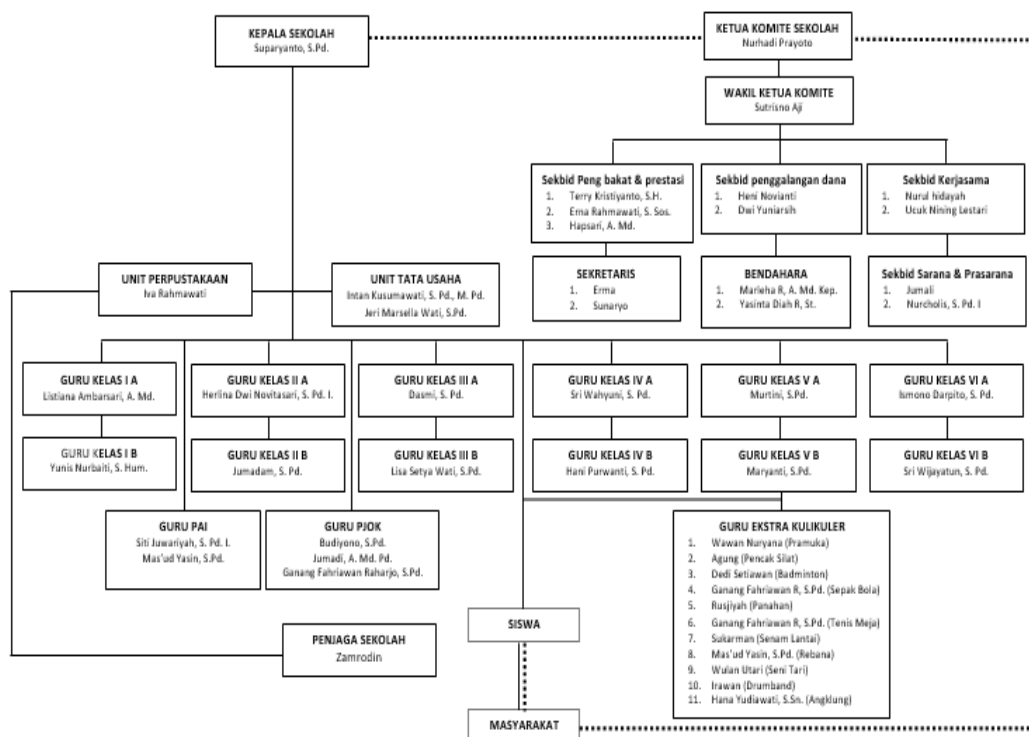 KEPALA SEKOLAH
Suparyanto, S.Pd.
KETUA KOMITE SEKOLAH
Nurhadi Prayoto
WAKIL KETUA KOMITE
Sutrisno Aji
Sekbid Peng bakat & prestasi
1. Terry Kristiyanto, S.H.
2. Erna Rahmawati, S. Sos.
3. Hapsari, A. Md.
Sekbid penggalangan dana
1. Heni Novianti
2. Dwi Yuniarsih
Sekbid Kerjasama
1. Nurul hidayah
2. Ucuk Nining Lestari
UNIT PERPUSTAKAAN
Iva Rahmawati
UNIT TATA USAHA
Intan Kusumawati, S. Pd., M. Pd.
Jeri Marsella Wati, S.Pd.
SEKRETARIS
1. Erma
2. Sunaryo
BENDAHARA
1. Marleha R, A. Md. Kep.
2. Yasinta Diah R, St.
Sekbid Sarana & Prasarana
1. Jumali
2. Nurcholis, S. Pd. I
GURU KELAS I A
Listiana Ambarsari, A. Md.
GURU KELAS II A
Herlina Dwi Novitasari, S. Pd. I.
GURU KELAS III A
Dasmi, S. Pd.
GURU KELAS IV A
Sri Wahyuni, S. Pd.
GURU KELAS V A
Murtini, S.Pd.
GURU KELAS VI A
Ismono Darpito, S. Pd.
GURU KELAS I B
Yunis Nurbaiti, S. Hum.
GURU KELAS II B
Jumadam, S. Pd.
GURU KELAS III B
Lisa Setya Wati, S.Pd.
GURU KELAS IV B
Hani Purwanti, S. Pd.
GURU KELAS V B
Maryanti, S.Pd.
GURU KELAS VI B
Sri Wijayatun, S. Pd.
GURU PAI
Siti Juwariyah, S. Pd. I.
Mas'ud Yasin, S.Pd.
GURU PJOK
Budiyono, S.Pd.
Jumadi, A. Md. Pd.
Ganang Fahriawan Raharjo, S.Pd.
GURU EKSTRA KULIKULER
1. Wawan Nuryana (Pramuka)
2. Agung (Pencak Silat)
3. Dedi Setiawan (Badminton)
4. Ganang Fahriawan R, S.Pd. (Sepak Bola)
5. Rusjiyah (Panahan)
6. Ganang Fahriawan R, S.Pd. (Tenis Meja)
7. Sukarman (Senam Lantai)
8. Mas'ud Yasin, S.Pd. (Rebana)
9. Wulan Utari (Seni Tari)
10. Irawan (Drumband)
11. Hana Yudiawati, S.Sn. (Angklung)
SISWA
PENJAGA SEKOLAH
Zamrodin
MASYARAKAT